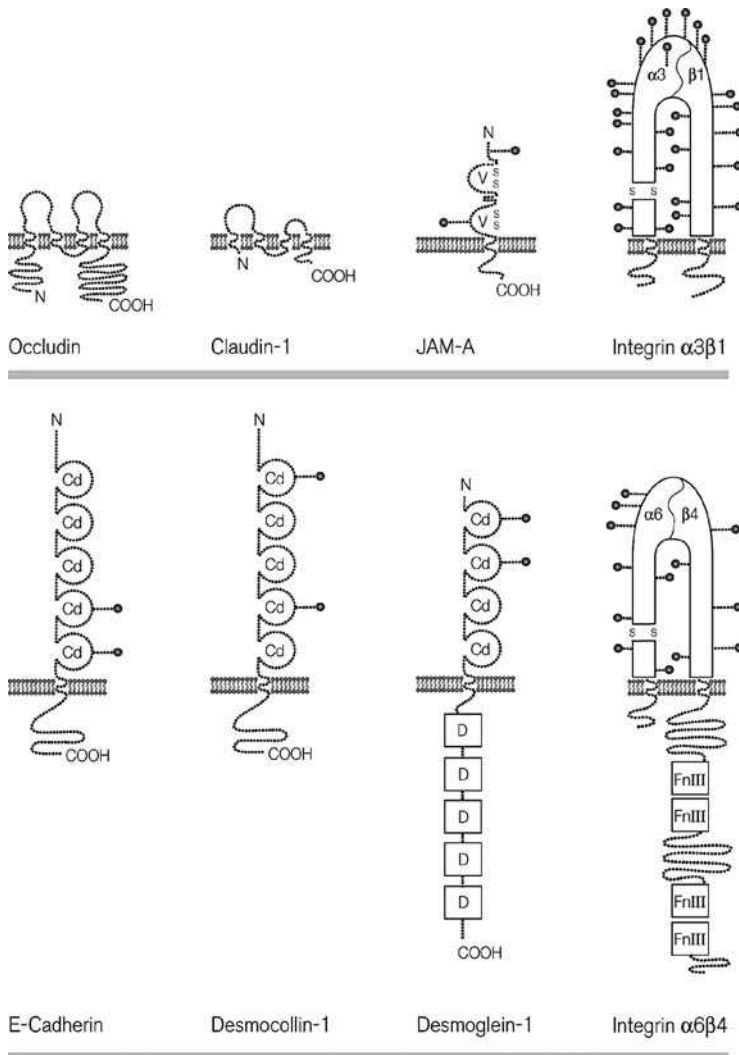 α3 β1
N
V S S
S S
V S S
N
N
COOH
COOH
COOH
Occludin Claudin-1 JAM-A Integrin α3β1
N N
Cd Cd
N
Cd Cd Cd α6 β4
Cd Cd Cd
Cd Cd Cd S S
Cd Cd Cd
D
COOH COOH
D FnIII
D FnIII
D
D FnIII
COOH FnIII
E-Cadherin Desmocollin-1 Desmoglein-1 Integrin α6β4